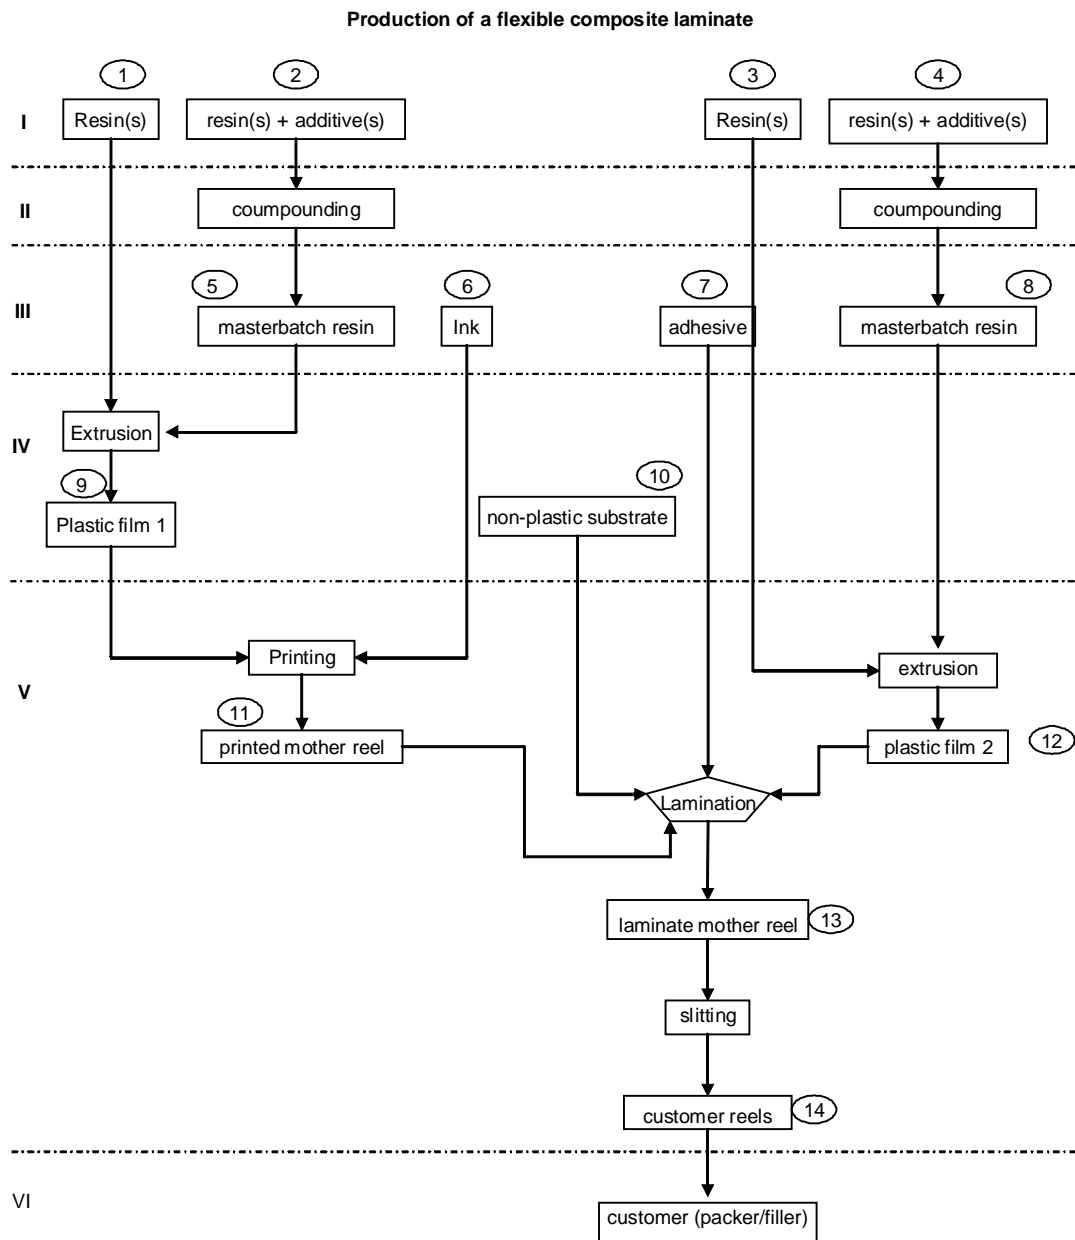 Production of a flexible composite laminate
1
2
3
4
I
Resin(s)
resin(s) + additive(s)
Resin(s)
resin(s) + additive(s)
II
coumpounding
coumpounding
5
6
7
8
III
masterbatch resin
Ink
adhesive
masterbatch resin
Extrusion
IV
9
10
Plastic film 1
non-plastic substrate
Printing
extrusion
V
11
12
printed mother reel
plastic film 2
Lamination
laminate mother reel
13
slitting
customer reels
14
VI
customer (packer/filler)